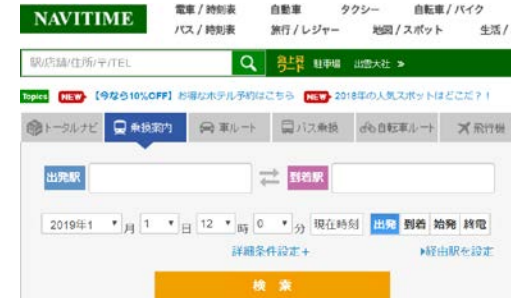 NAVITIME
電車 / 時刻表 自動車 タクシー 自転車 / バイク
バス / 時刻表 旅行 / レジャー 地図 / スポット 生活 /
駅/店舗/住所/〒/TEL 急上昇ワード 駐車場 出雲大社 ≫
Topics NEW 【今なら10%OFF】お得なホテル予約はこちら NEW 2018年の人気スポットはどこだ?!
トータルナビ 乗換案内 車ルート バス乗換 自転車ルート 飛行機
出発駅 到着駅
2019年1 月 1 日 12 時 0 分 現在時刻 出発 到着 始発 終電
詳細条件設定+ 経由駅を設定
検 索